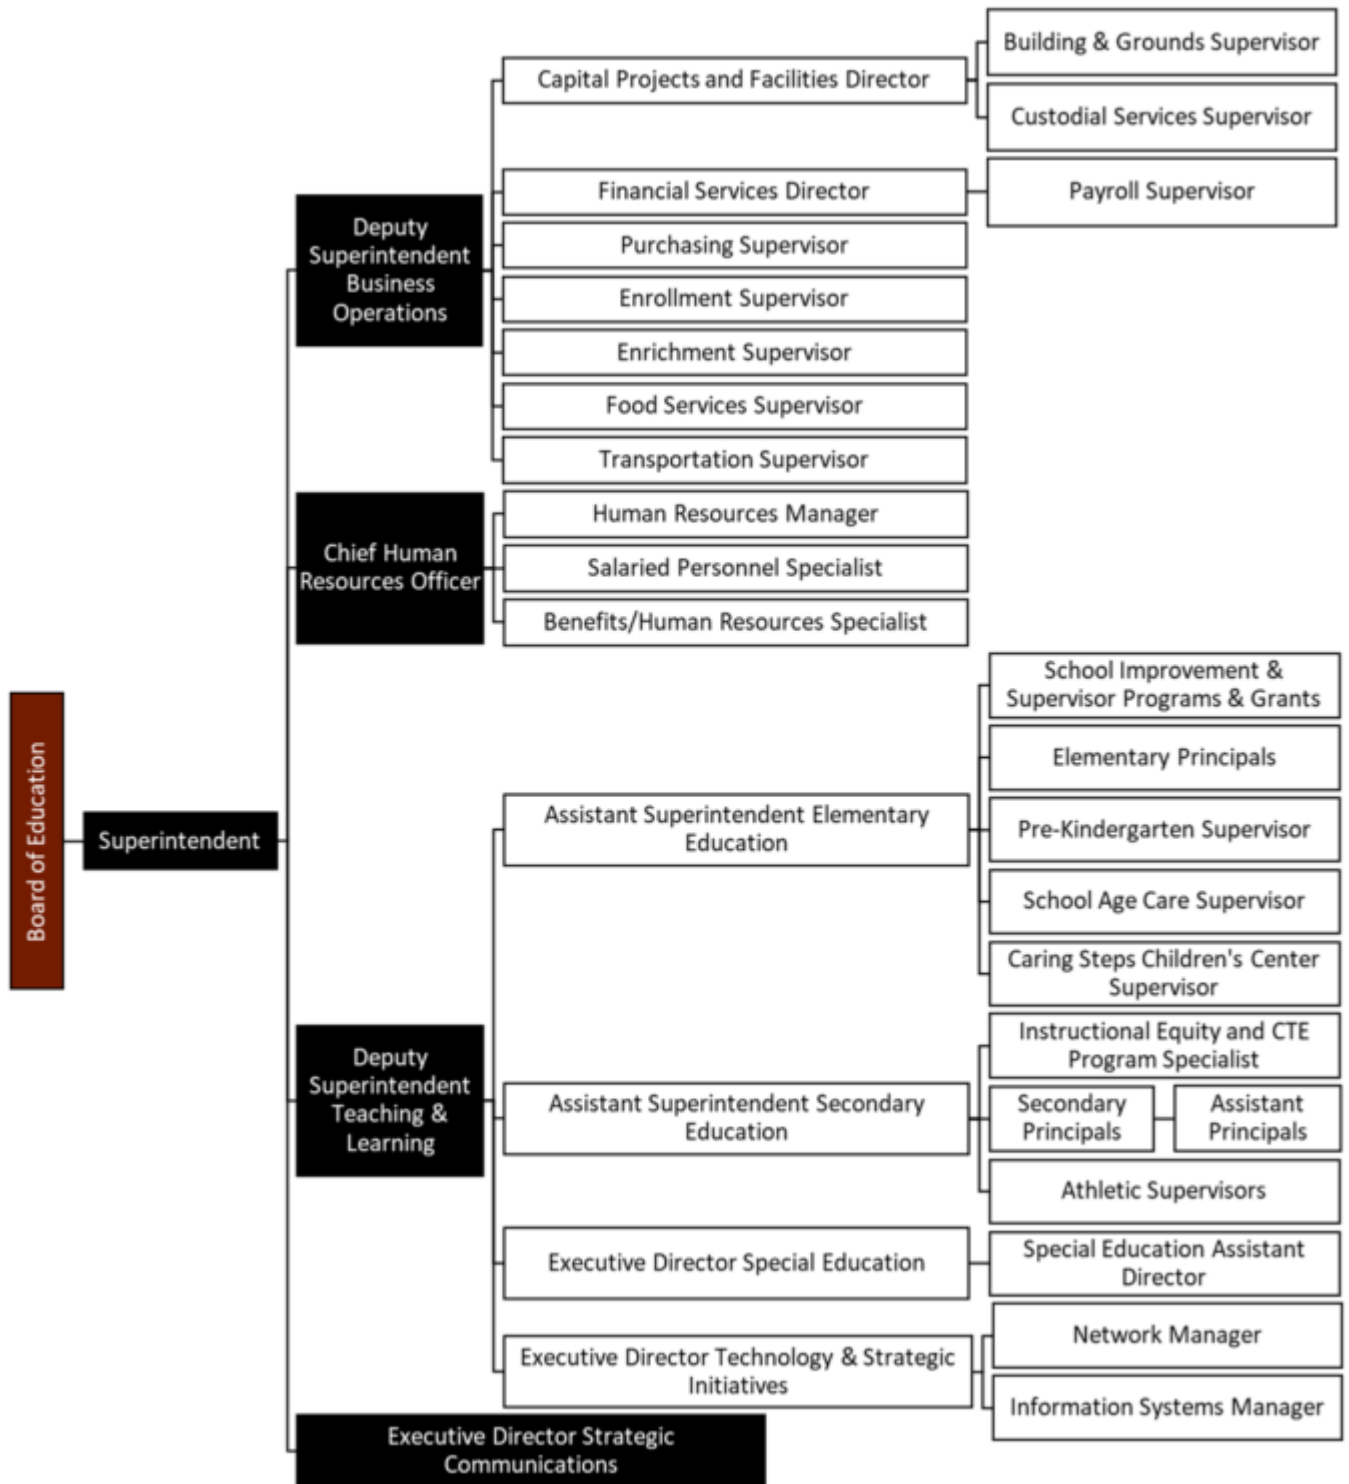 Board of Education
Superintendent
Deputy
Superintendent
Business
Operations
Capital Projects and Facilities Director
Building & Grounds Supervisor
Custodial Services Supervisor
Financial Services Director
Payroll Supervisor
Purchasing Supervisor
Enrollment Supervisor
Enrichment Supervisor
Food Services Supervisor
Transportation Supervisor
Chief Human
Resources Officer
Human Resources Manager
Salaried Personnel Specialist
Benefits/Human Resources Specialist
Deputy
Superintendent
Teaching &
Learning
Assistant Superintendent Elementary
Education
School Improvement &
Supervisor Programs & Grants
Elementary Principals
Pre-Kindergarten Supervisor
School Age Care Supervisor
Caring Steps Children's Center
Supervisor
Assistant Superintendent Secondary
Education
Instructional Equity and CTE
Program Specialist
Secondary
Principals
Assistant
Principals
Athletic Supervisors
Executive Director Special Education
Special Education Assistant
Director
Executive Director Technology & Strategic
Initiatives
Network Manager
Information Systems Manager
Executive Director Strategic
Communications